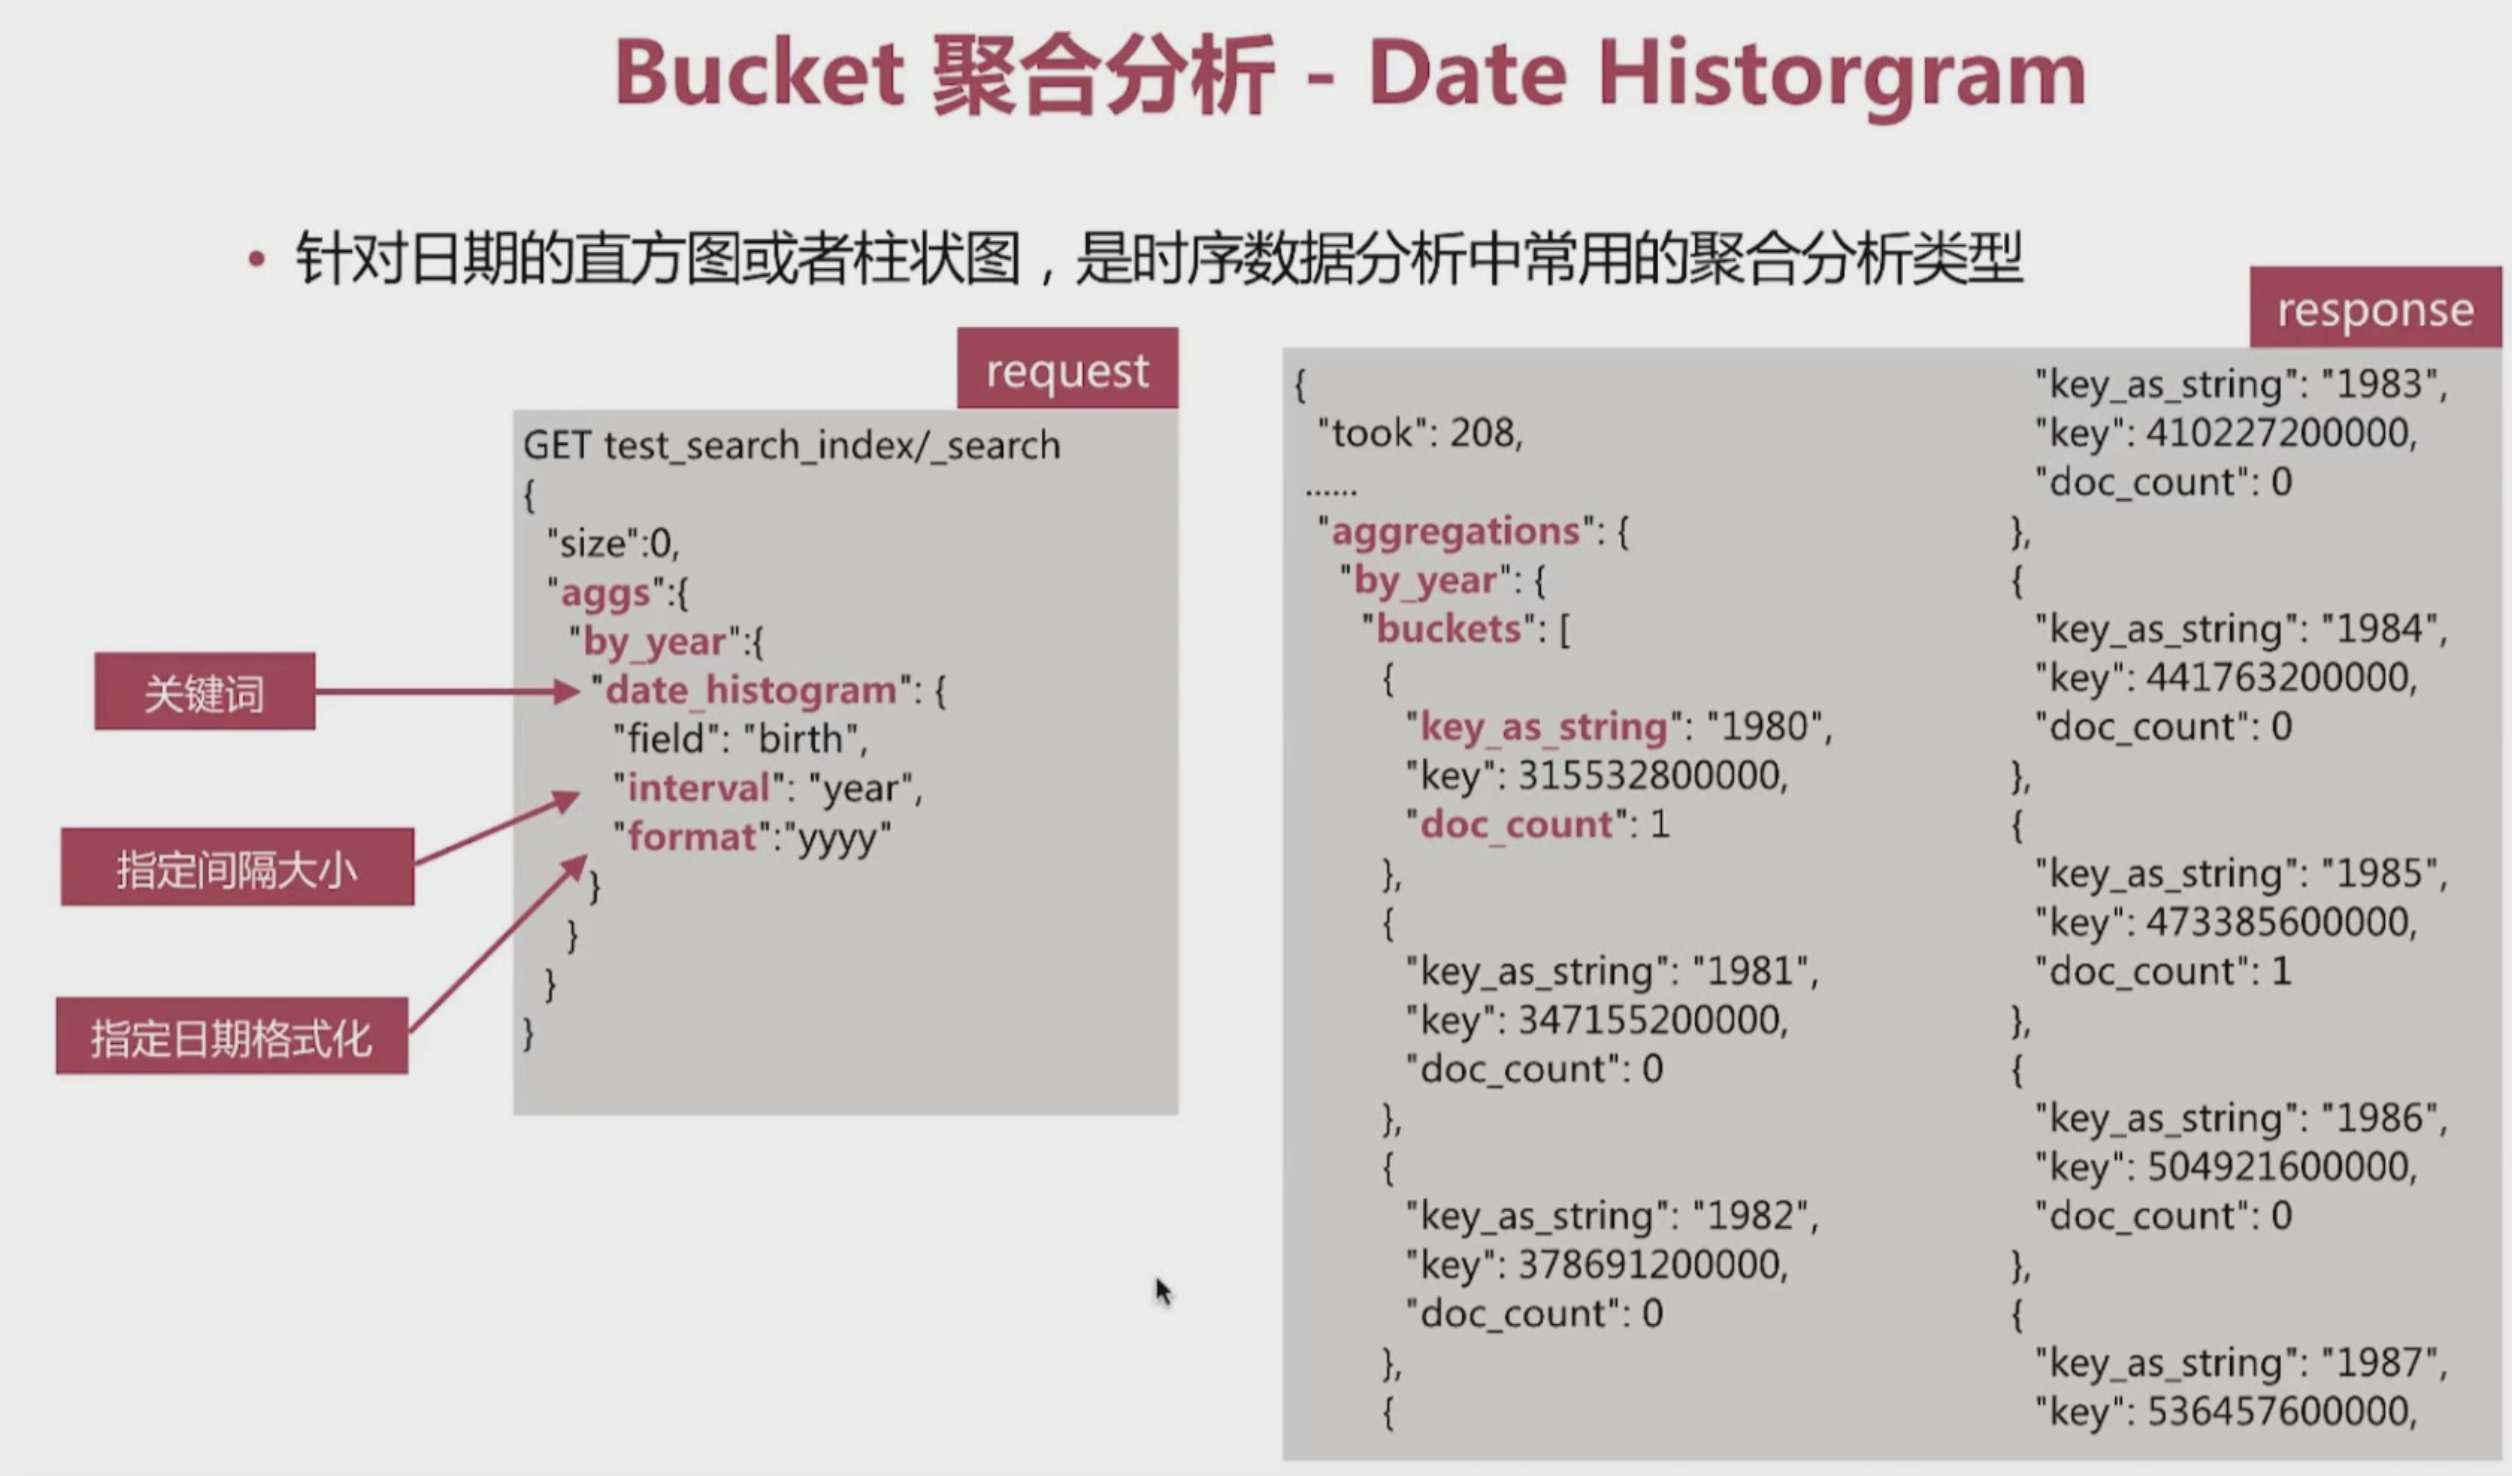 Bucket 聚合分析 - Date Historgram
• 针对日期的直方图或者柱状图，是时序数据分析中常用的聚合分析类型
request
GET test_search_index/_search
{
"size":0,
"aggs":{
"by_year":{
"date_histogram": {
"field": "birth",
"interval": "year",
"format":"yyyy"
}
}
}
}
关键词
指定间隔大小
指定日期格式化
response
{
"took": 208,
......
"aggregations": {
"by_year": {
"buckets": [
{
"key_as_string": "1980",
"key": 315532800000,
"doc_count": 1
},
{
"key_as_string": "1981",
"key": 347155200000,
"doc_count": 0
},
{
"key_as_string": "1982",
"key": 378691200000,
"doc_count": 0
},
{
"key_as_string": "1983",
"key": 410227200000,
"doc_count": 0
},
{
"key_as_string": "1984",
"key": 441763200000,
"doc_count": 0
},
{
"key_as_string": "1985",
"key": 473385600000,
"doc_count": 1
},
{
"key_as_string": "1986",
"key": 504921600000,
"doc_count": 0
},
{
"key_as_string": "1987",
"key": 536457600000,